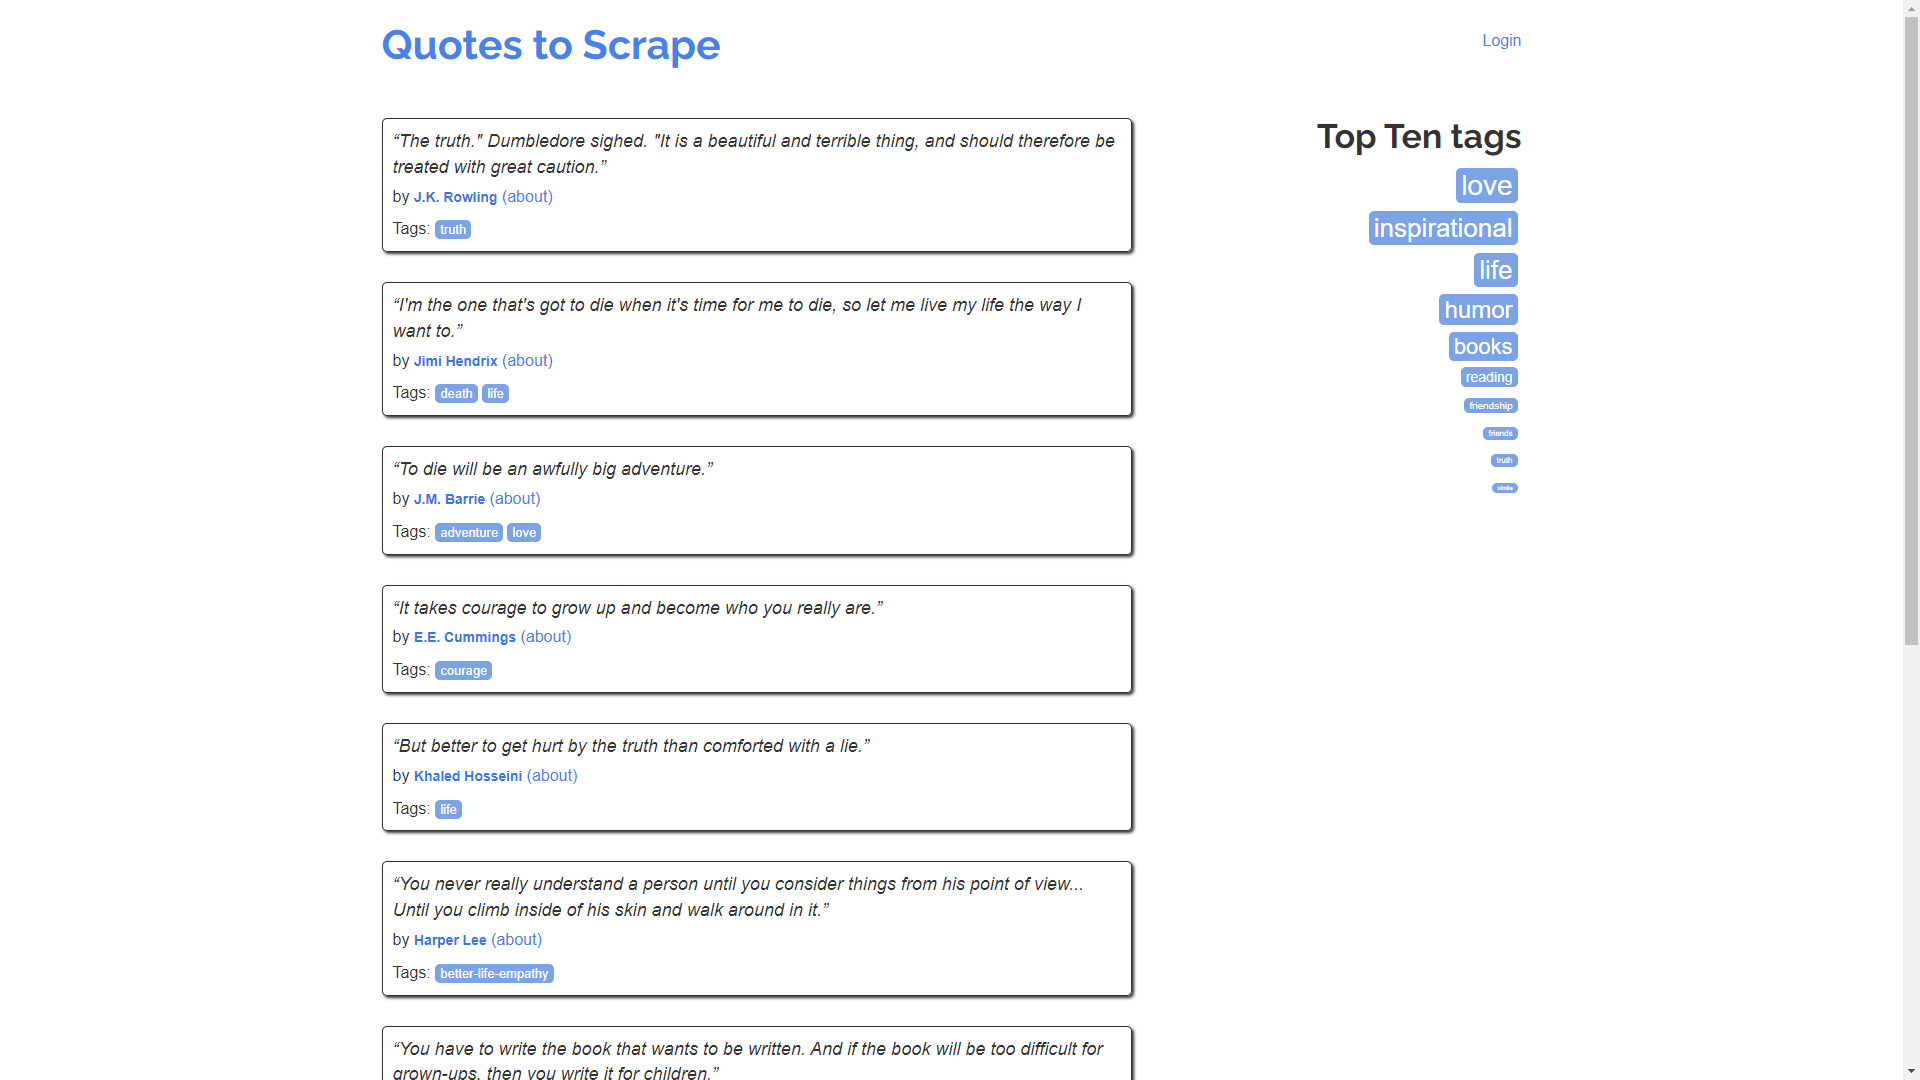 Quotes to Scrape
Login
“The truth." Dumbledore sighed. "It is a beautiful and terrible thing, and should therefore be
treated with great caution.”
by J.K. Rowling (about)
Tags: truth
“I'm the one that's got to die when it's time for me to die, so let me live my life the way I
want to.”
by Jimi Hendrix (about)
Tags: death life
“To die will be an awfully big adventure.”
by J.M. Barrie (about)
Tags: adventure love
“It takes courage to grow up and become who you really are.”
by E.E. Cummings (about)
Tags: courage
“But better to get hurt by the truth than comforted with a lie.”
by Khaled Hosseini (about)
Tags: life
“You never really understand a person until you consider things from his point of view...
Until you climb inside of his skin and walk around in it.”
by Harper Lee (about)
Tags: better-life-empathy
“You have to write the book that wants to be written. And if the book will be too difficult for
grown-ups, then you write it for children.”
Top Ten tags
love
inspirational
life
humor
books
reading
friendship
friends
truth
simile